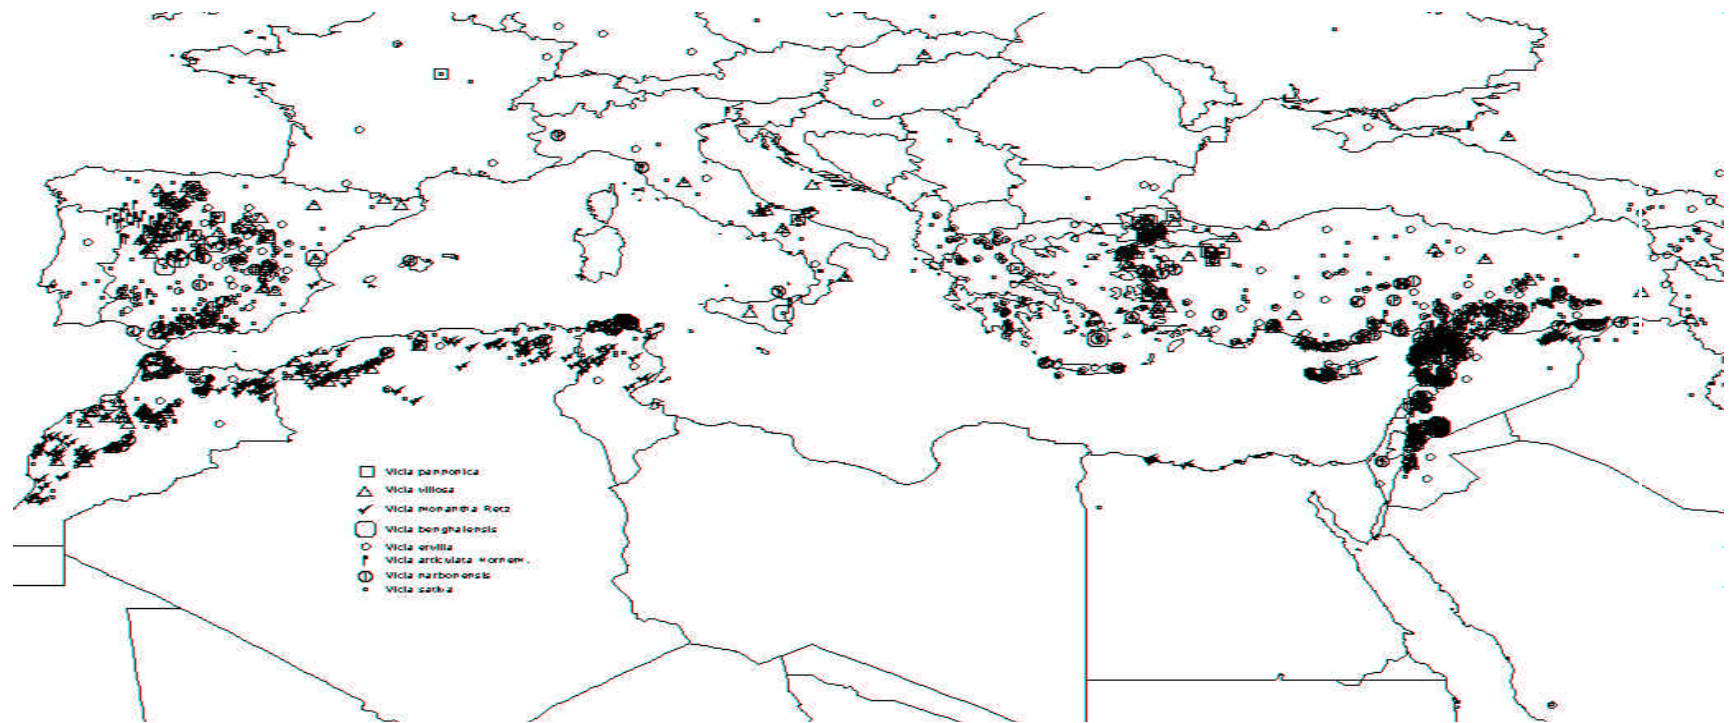 Vicia pannonica
Vicia villosa
Vicia monantha Retz
Vicia benghalensis
Vicia ervilia
Vicia articulata Hornem.
Vicia narbonensis
Vicia sativa